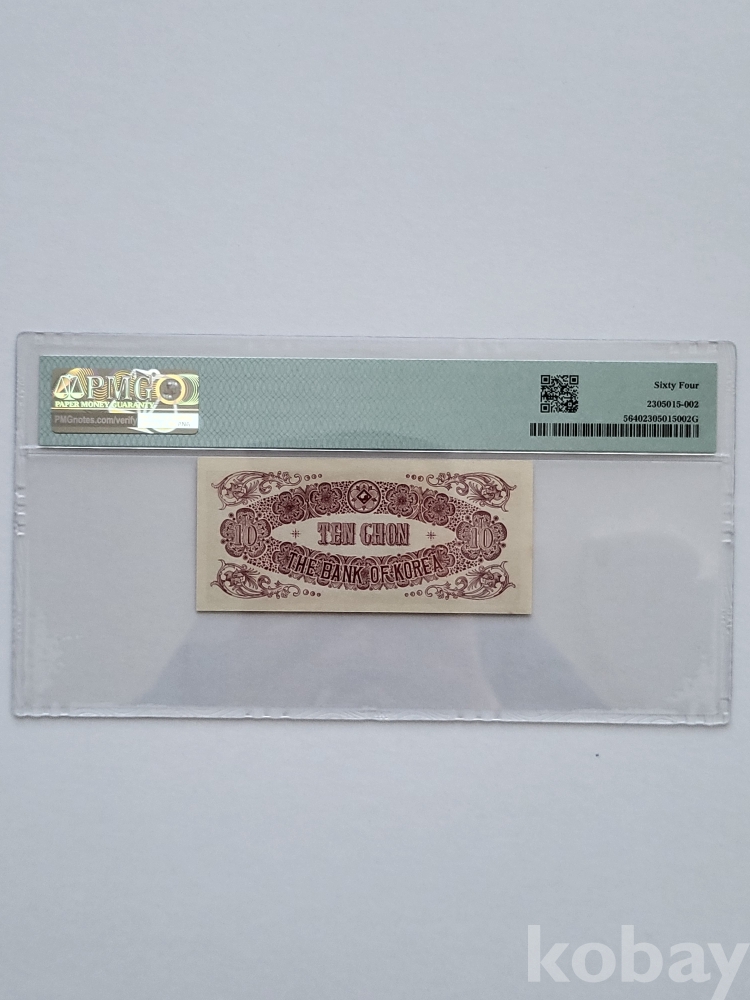 PMG
PAPER MONEY GUARANTY
PMGnotes.com/verify
Sixty Four
2305015-002
56402305015002G
10 TEN CHON 10
THE BANK OF KOREA
kobay